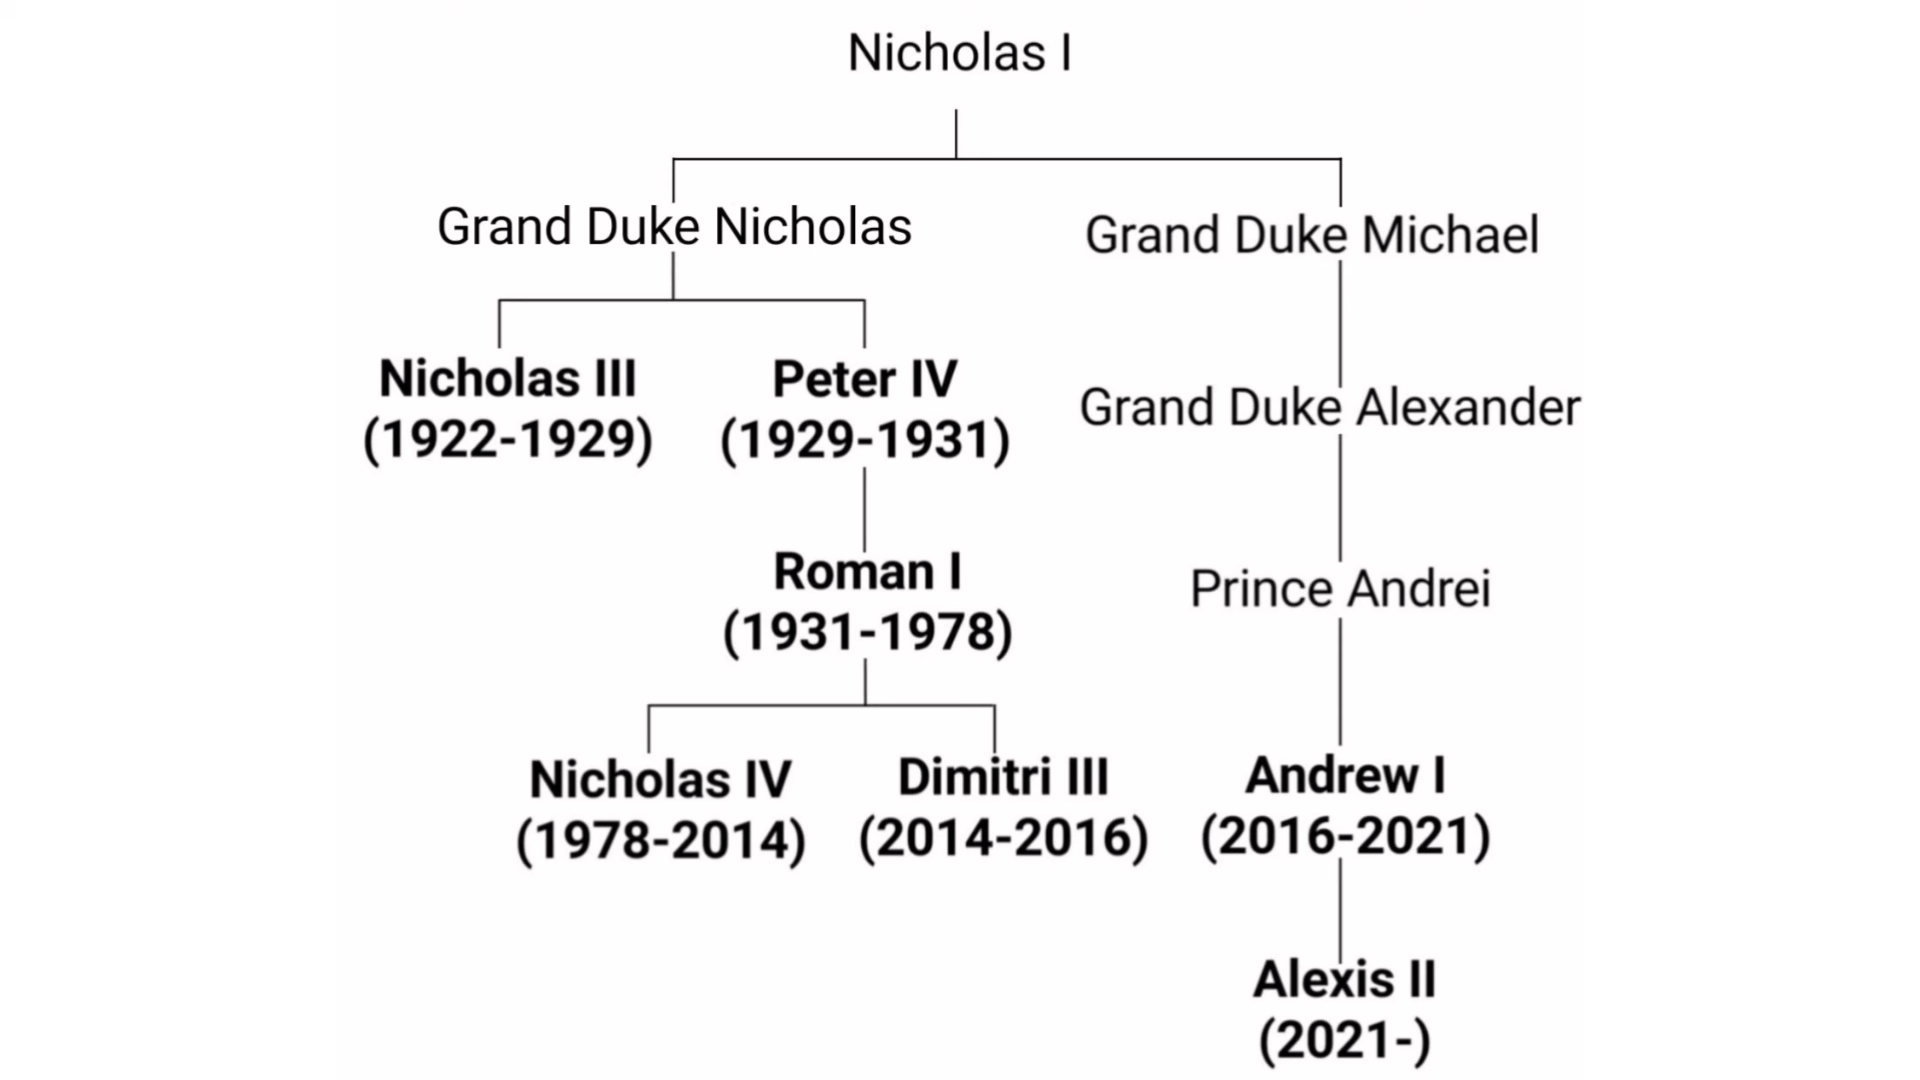 Nicholas I
Grand Duke Nicholas
Grand Duke Michael
Nicholas III
(1922-1929)
Peter IV
(1929-1931)
Grand Duke Alexander
Roman I
(1931-1978)
Prince Andrei
Nicholas IV
(1978-2014)
Dimitri III
(2014-2016)
Andrew I
(2016-2021)
Alexis II
(2021-)